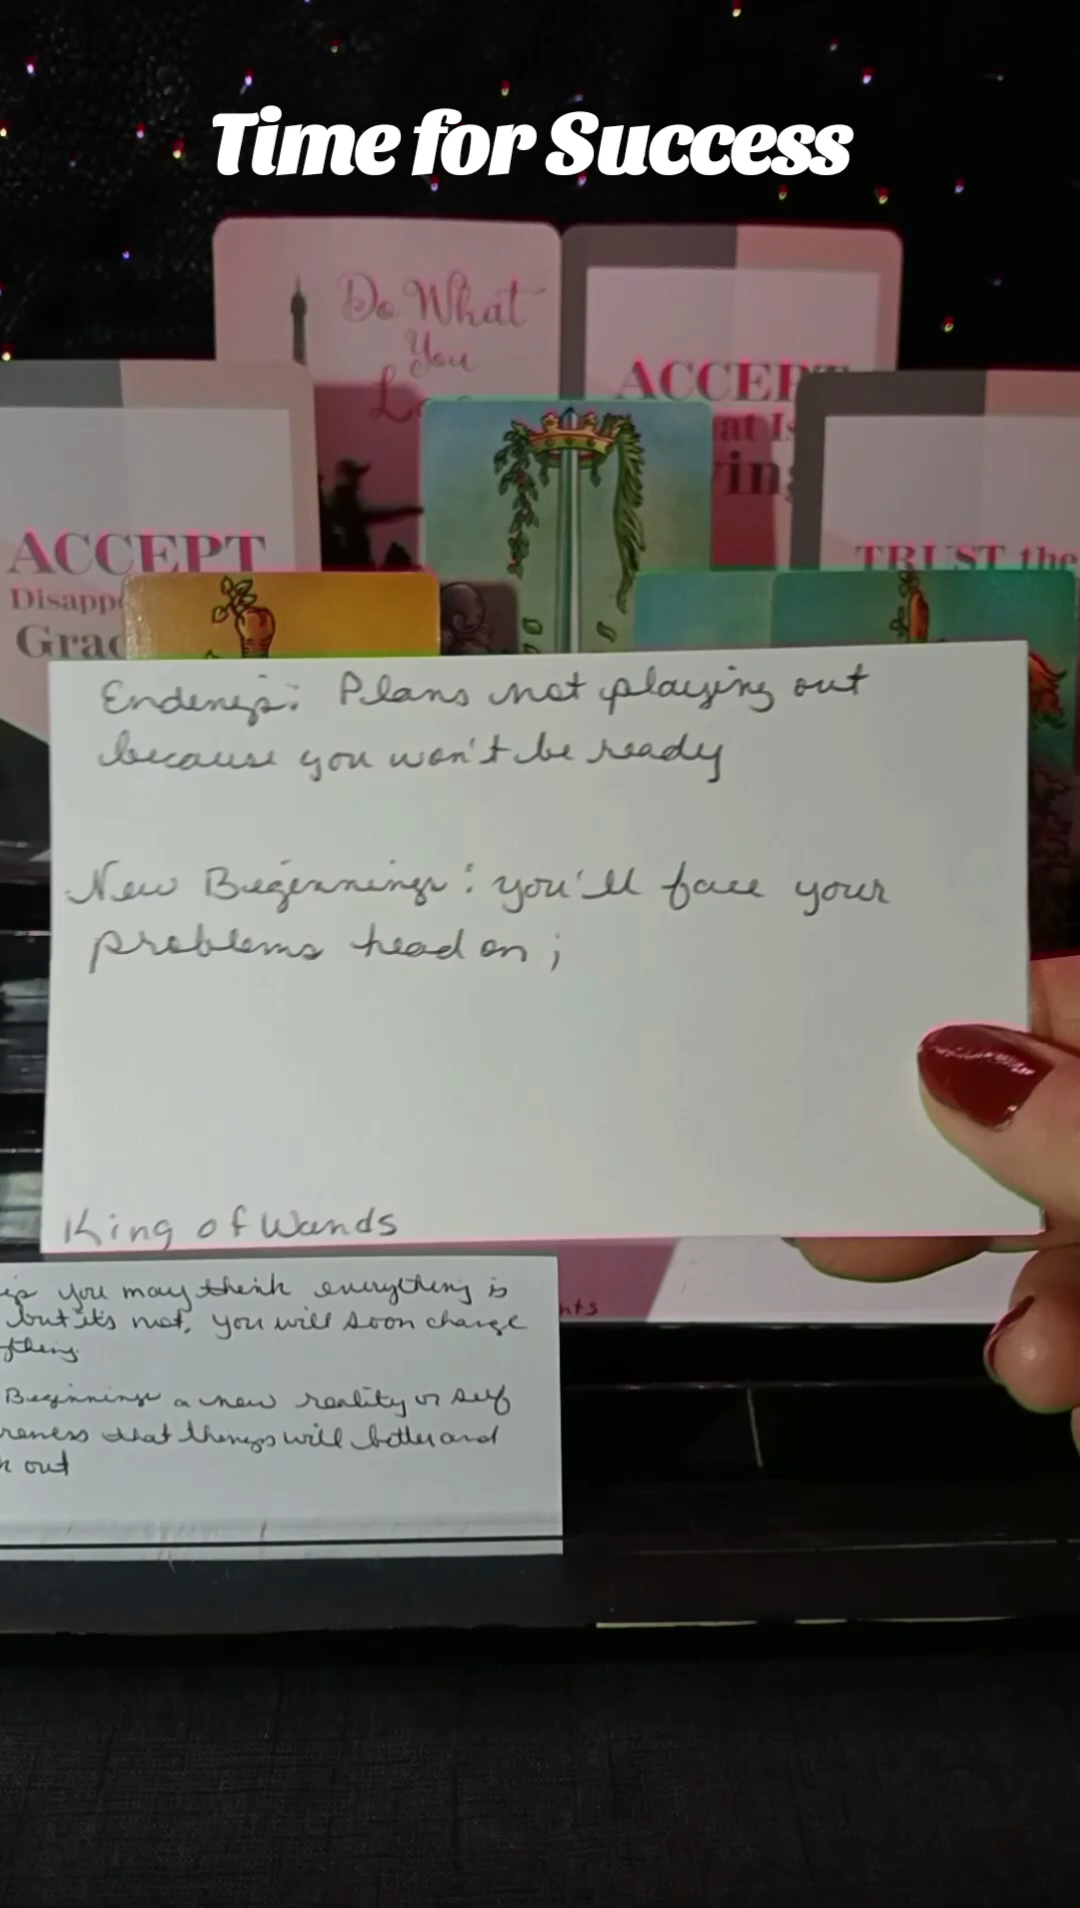 Time for Success
Do What
You
ACCEPT
ACCEPT
Disapp
Grac
TRUST the
Endings: Plans not playing out
because you won't be ready
New Beginnings: you'll face your
problems head on;
King of Wands
you may think everything is
but it's not, you will soon change
Beginnings a new reality or self
that things will better and
out